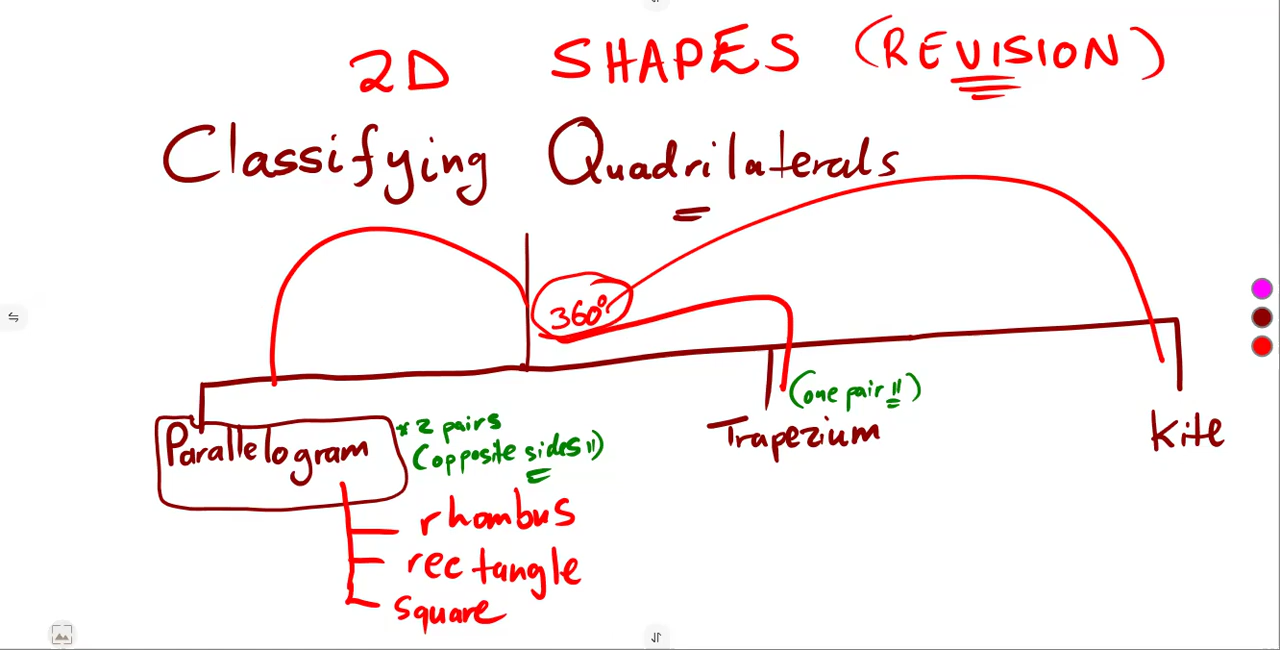 2D SHAPES (REVISION)
Classifying Quadrilaterals
360°
(one pair ||)
Parallelogram
* 2 pairs
(opposite sides ||)
Trapezium
kite
rhombus
rectangle
square